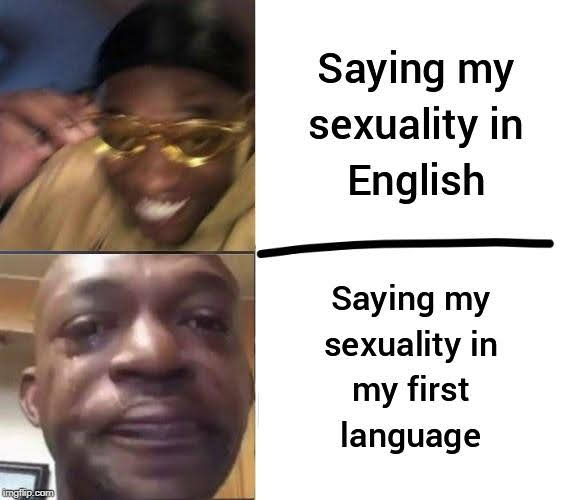 Saying my
sexuality in
English
Saying my
sexuality in
my first
language
imgflip.com